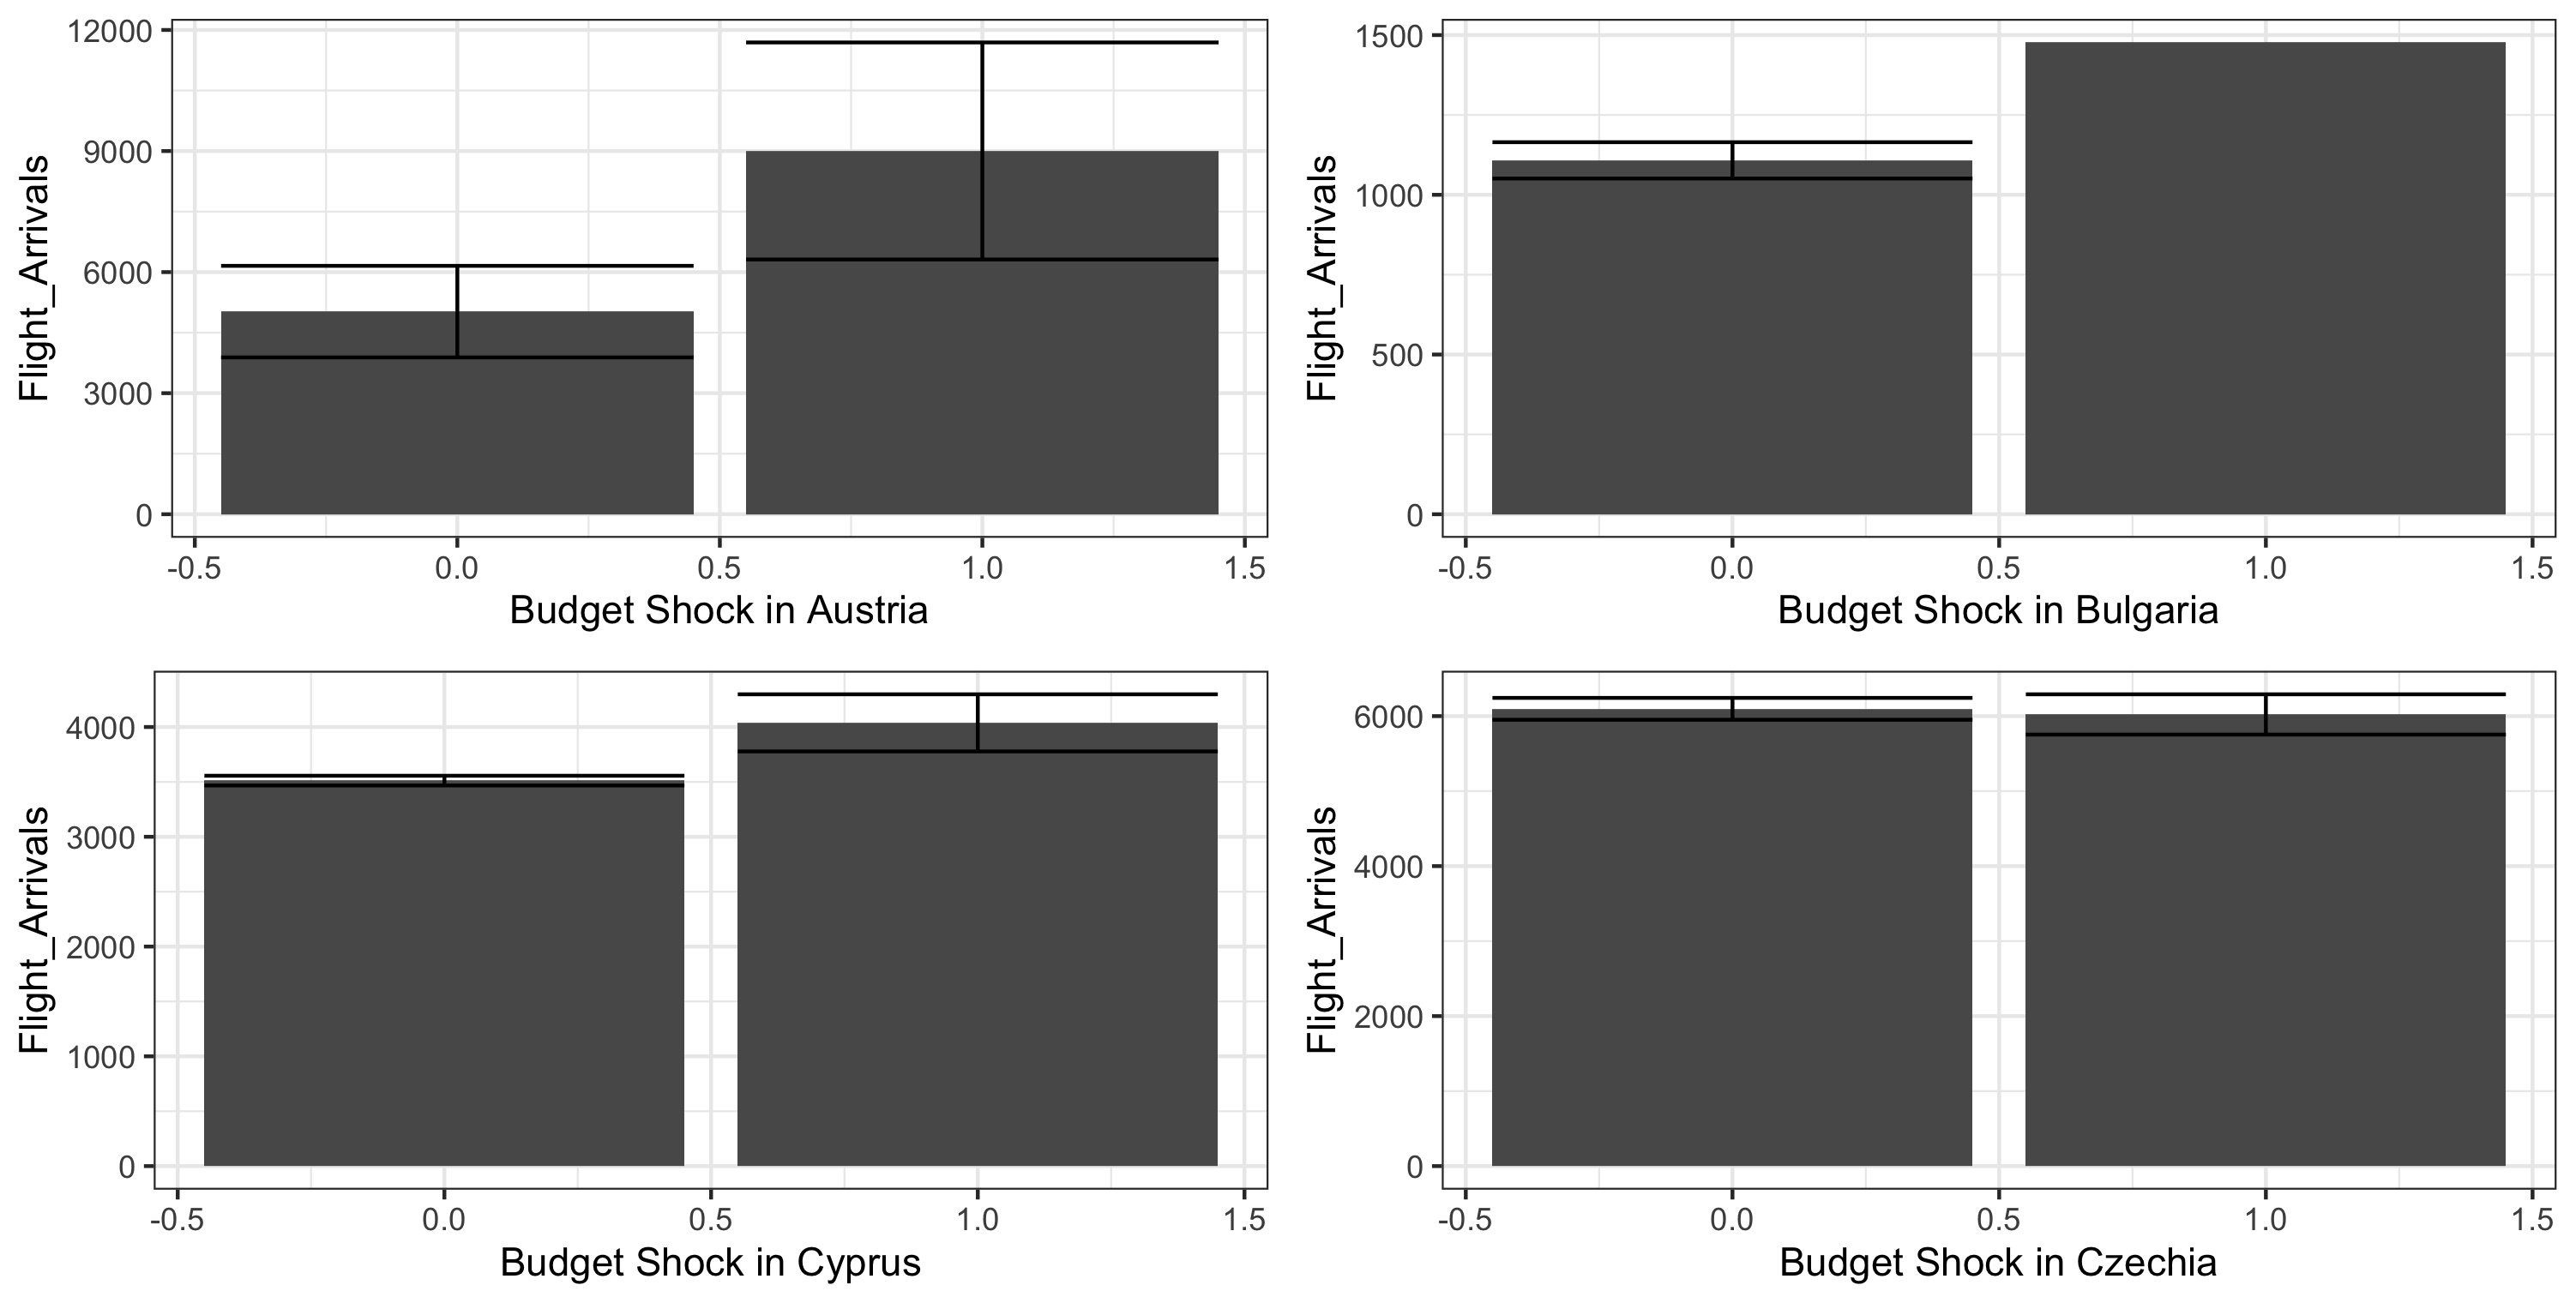 12000
9000
6000
3000
0
Flight_Arrivals
-0.5 0.0 0.5 1.0 1.5
Budget Shock in Austria
1500
1000
500
0
Flight_Arrivals
-0.5 0.0 0.5 1.0 1.5
Budget Shock in Bulgaria
4000
3000
2000
1000
0
Flight_Arrivals
-0.5 0.0 0.5 1.0 1.5
Budget Shock in Cyprus
6000
4000
2000
0
Flight_Arrivals
-0.5 0.0 0.5 1.0 1.5
Budget Shock in Czechia